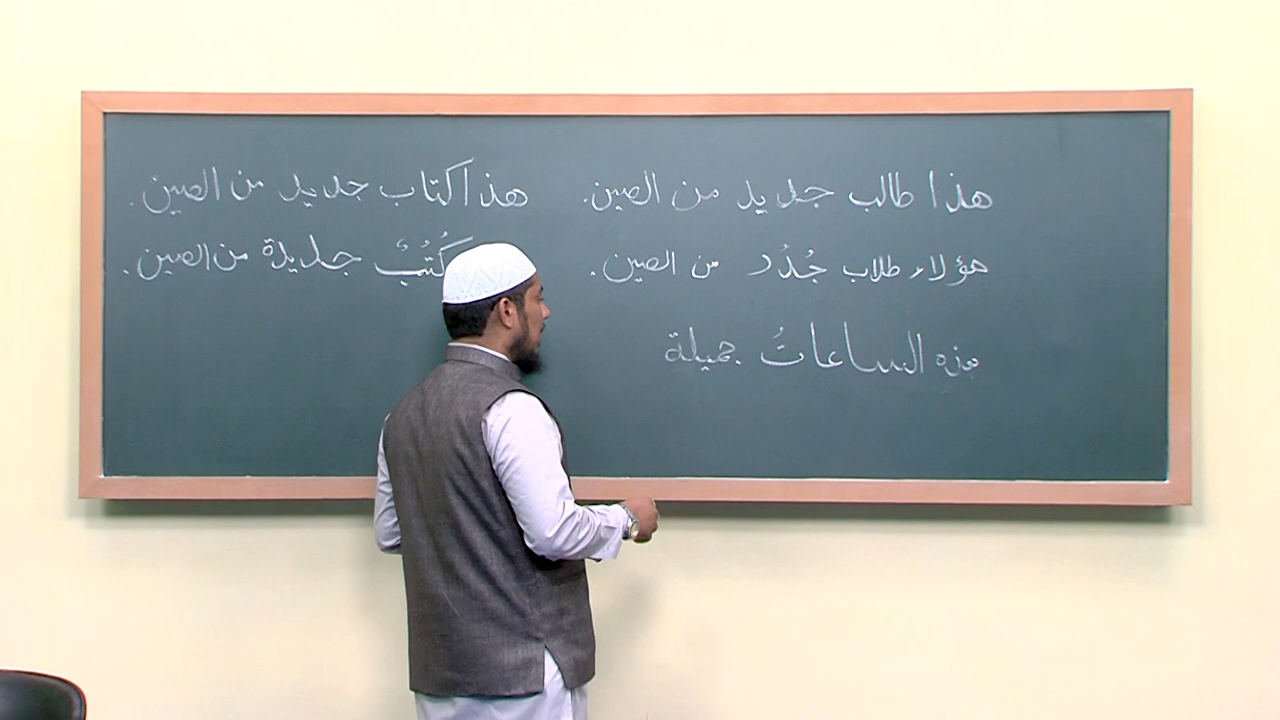 هذا طالب جديد من الصين.
هؤلاء طلاب جُدُد من الصين.
هذه الساعاتُ جميلة
هذا كتاب جديد من الصين.
كُتُبٌ جديدة من الصين.